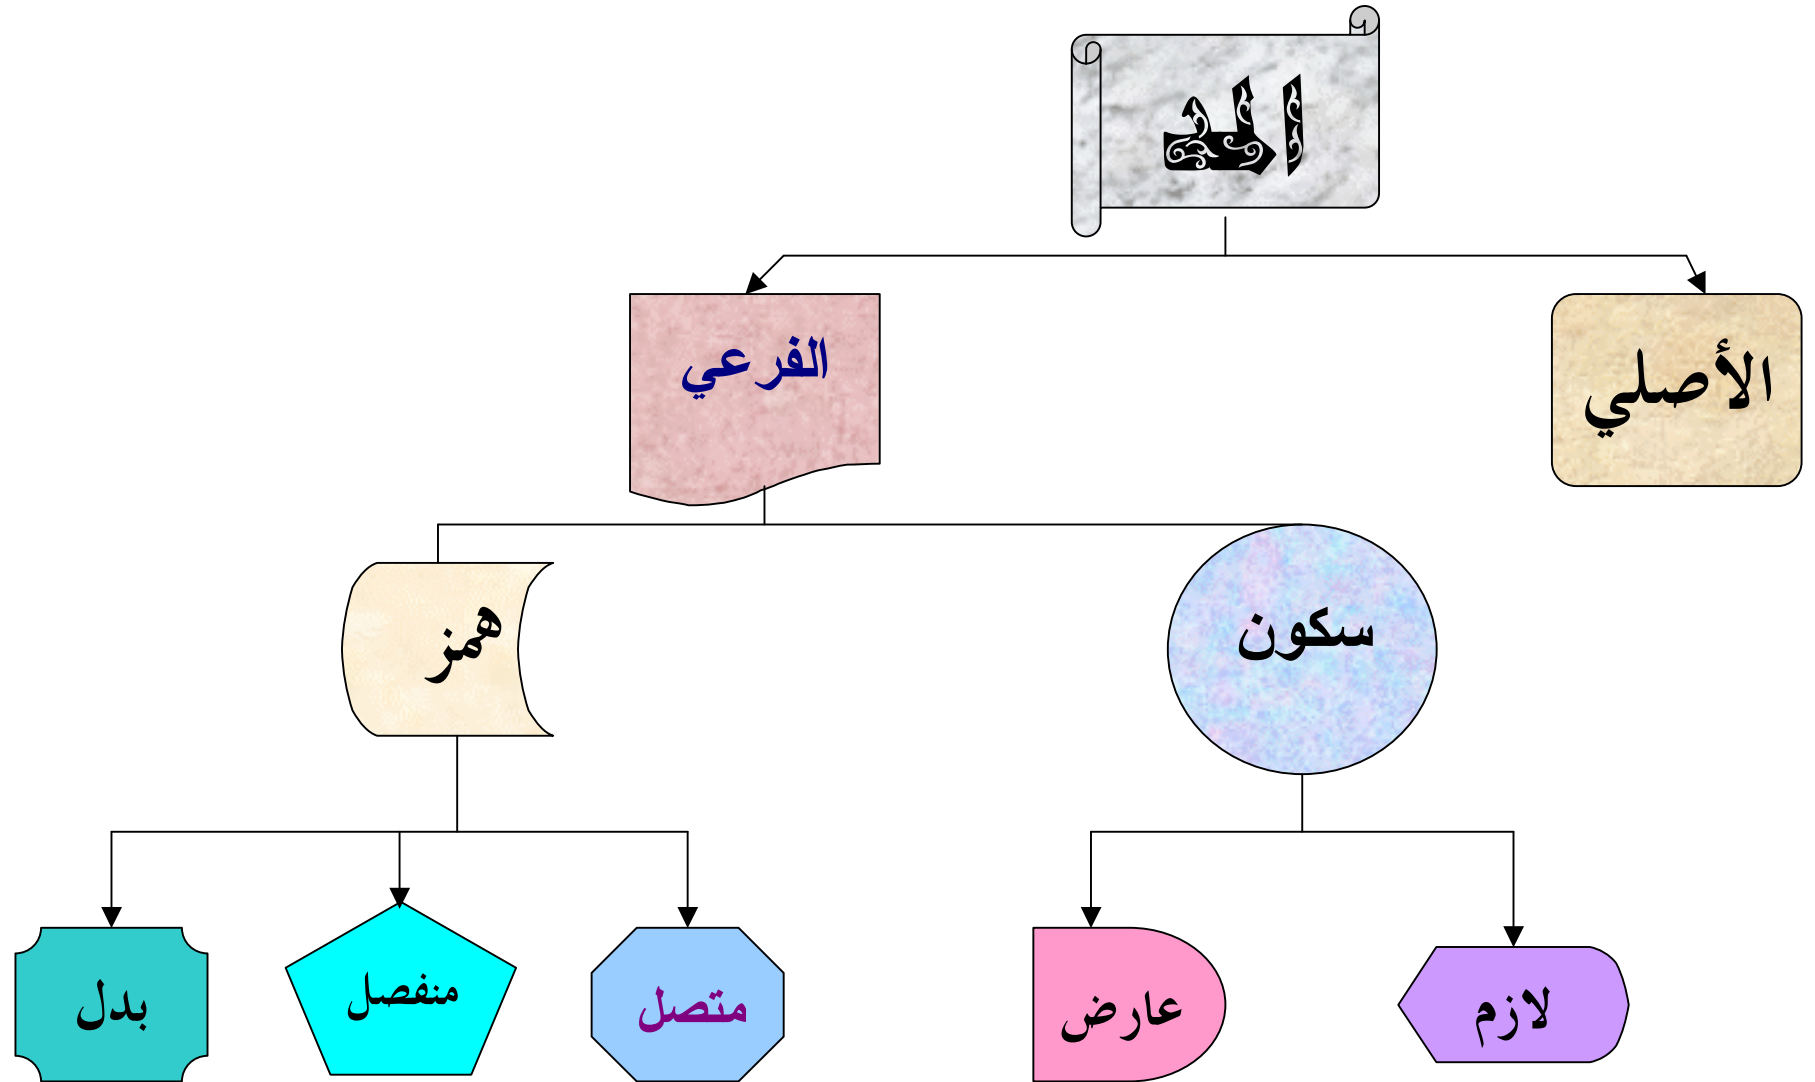 المد
الأصلي
الفرعي
سكون
همز
لازم
عارض
متصل
منفصل
بدل